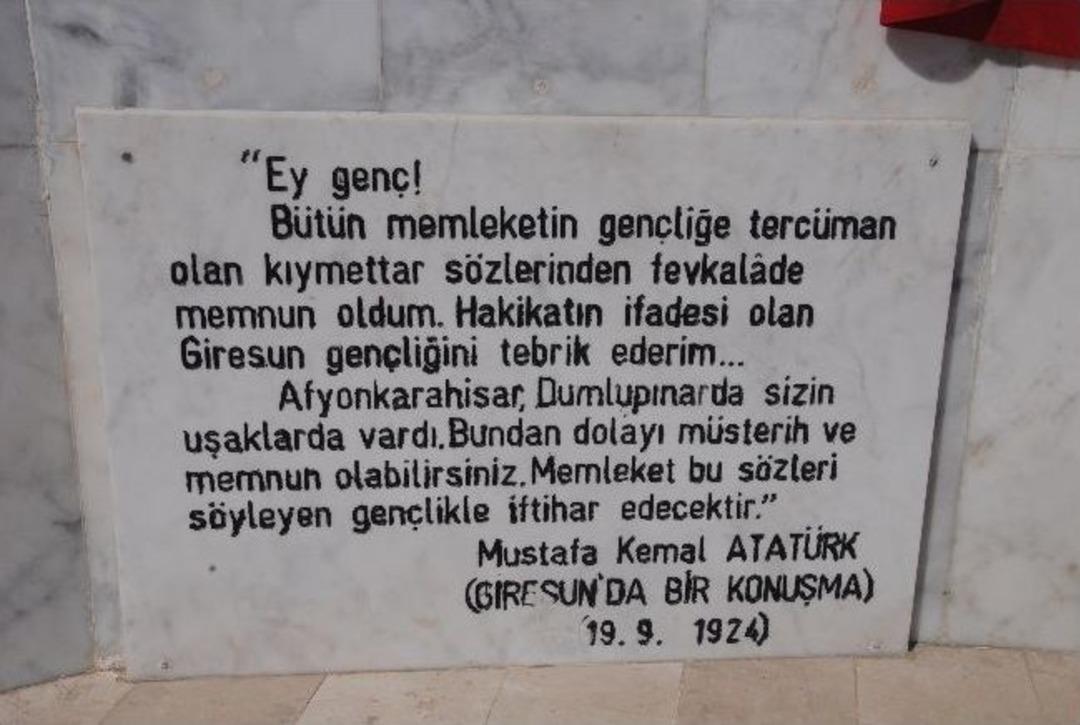 "Ey genç!
Bütün memleketin gençliğe tercüman
olan kıymettar sözlerinden fevkalâde
memnun oldum. Hakikatın ifadesi olan
Giresun gençliğini tebrik ederim...
Afyonkarahisar, Dumlupınarda sizin
uşaklarda vardı. Bundan dolayı müsterih ve
memnun olabilirsiniz. Memleket bu sözleri
söyleyen gençlikle iftihar edecektir."
Mustafa Kemal ATATÜRK
(GİRESUN'DA BİR KONUŞMA)
(19. 9. 1924)